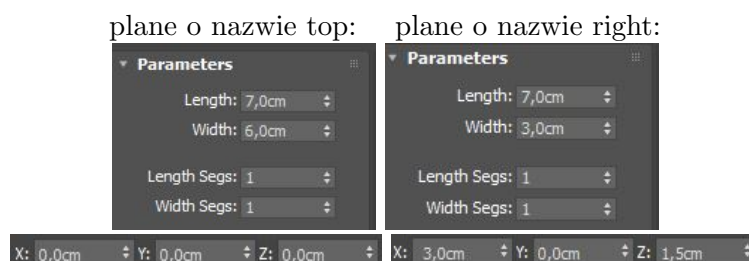 plane o nazwie top: plane o nazwie right:
Parameters Parameters
Length: 7,0cm Length: 7,0cm
Width: 6,0cm Width: 3,0cm
Length Segs: 1 Length Segs: 1
Width Segs: 1 Width Segs: 1
X: 0,0cm Y: 0,0cm Z: 0,0cm X: 3,0cm Y: 0,0cm Z: 1,5cm